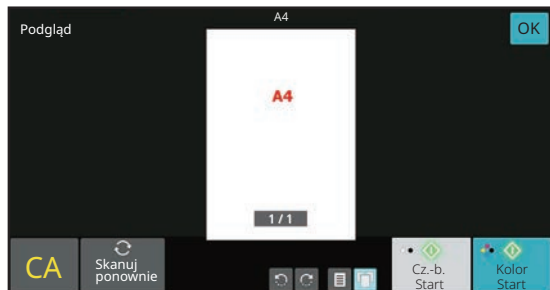 A4
Podgląd
OK
A4
1 / 1
CA
Skanuj
ponownie
Cz.-b.
Start
Kolor
Start